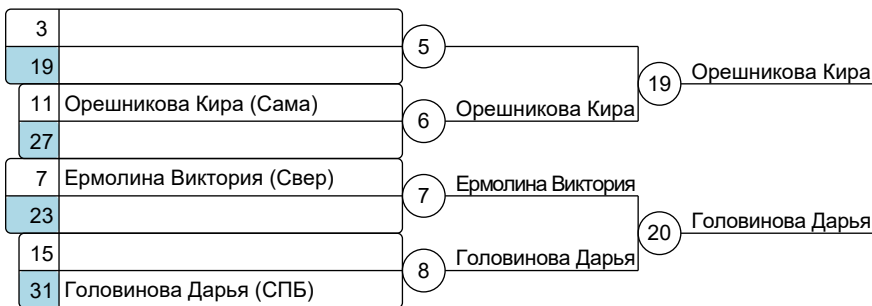 3
19
5
11 Орешникова Кира (Сама)
27
6
Орешникова Кира
19
Орешникова Кира
7 Ермолина Виктория (Свер)
23
7
Ермолина Виктория
15
31 Головинова Дарья (СПБ)
8
Головинова Дарья
20
Головинова Дарья